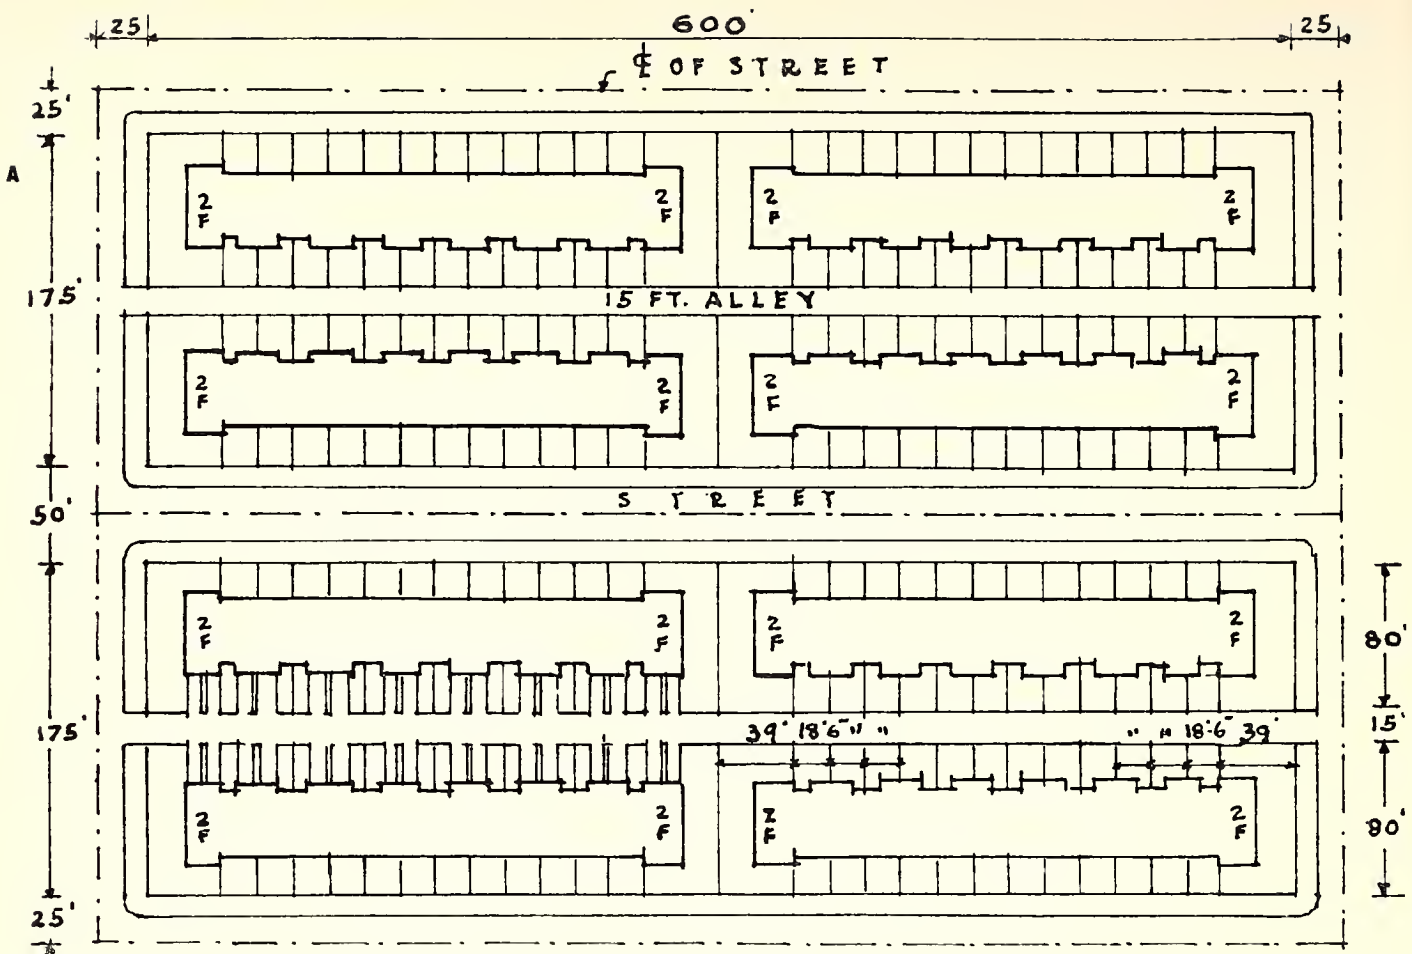 25 600' 25
℄ OF STREET
25'
A
2 F 2 F 2 F 2 F
175' 15 FT. ALLEY
2 F 2 F 2 F 2 F
50' STREET
2 F 2 F 2 F 2 F
80'
175' 39' 18'6" " " " " 18'-6" 39' 15'
2 F 2 F 2 F 2 F
80'
25'